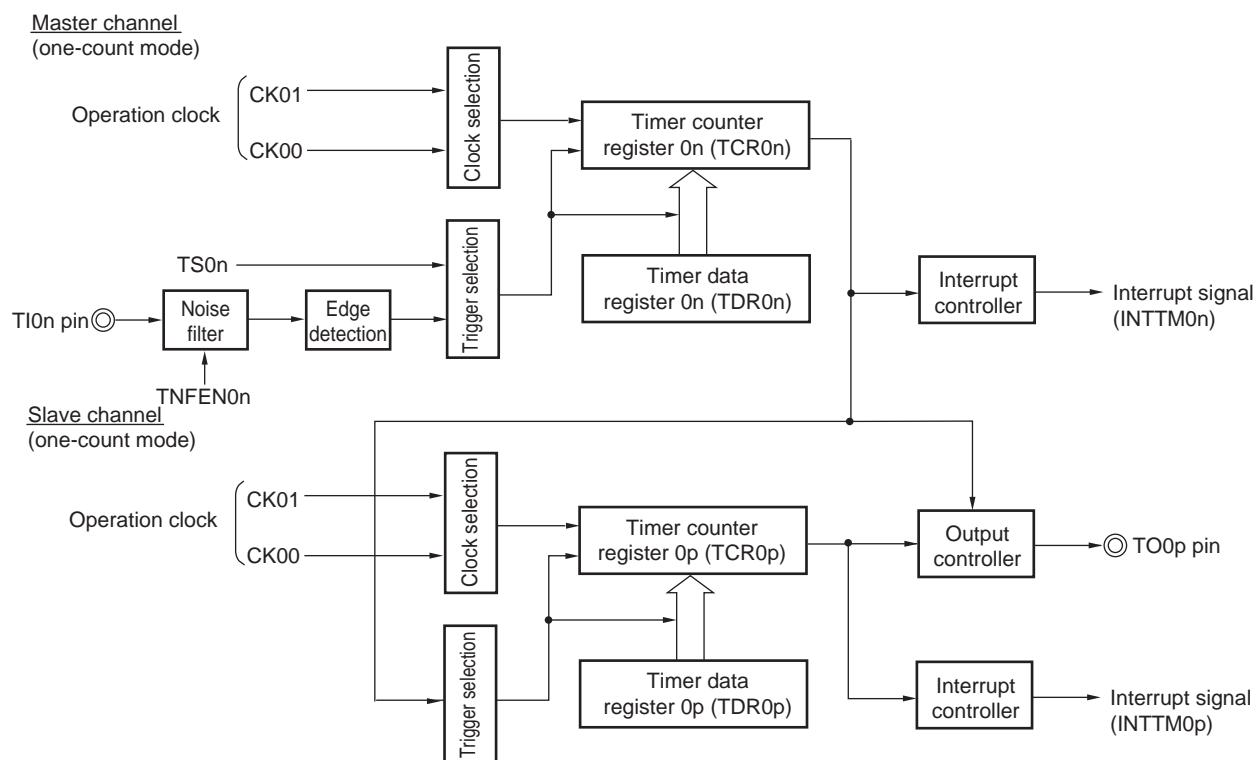 Master channel
(one-count mode)
Operation clock
CK01
CK00
Clock selection
Timer counter
register 0n (TCR0n)
TS0n
Trigger selection
Timer data
register 0n (TDR0n)
Interrupt
controller
Interrupt signal
(INTTM0n)
TI0n pin
Noise
filter
Edge
detection
TNFEN0n
Slave channel
(one-count mode)
Operation clock
CK01
CK00
Clock selection
Timer counter
register 0p (TCR0p)
Output
controller
TO0p pin
Trigger selection
Timer data
register 0p (TDR0p)
Interrupt
controller
Interrupt signal
(INTTM0p)